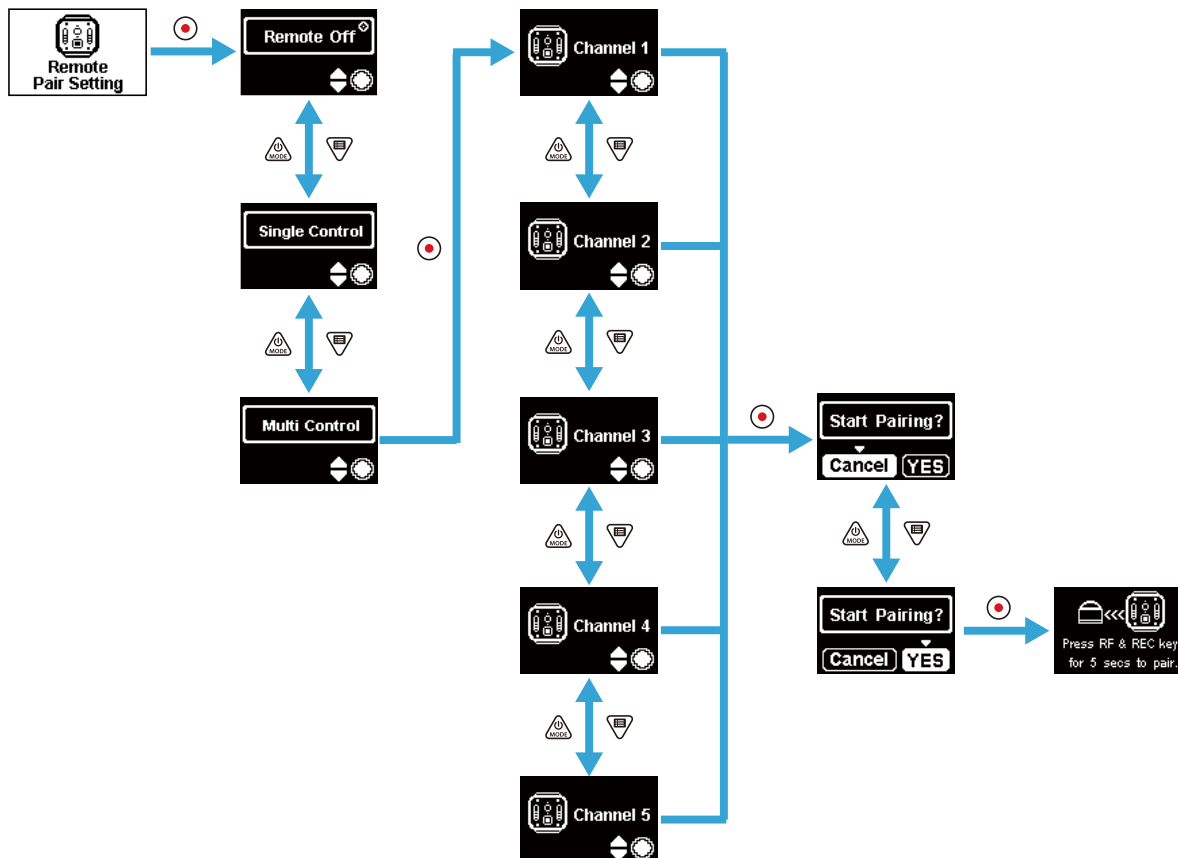 Remote
Pair Setting
Remote Off
MODE
Single Control
MODE
Multi Control
Channel 1
MODE
Channel 2
MODE
Channel 3
MODE
Channel 4
MODE
Channel 5
Start Pairing?
Cancel YES
MODE
Start Pairing?
Cancel YES
Press RF & REC key
for 5 secs to pair.